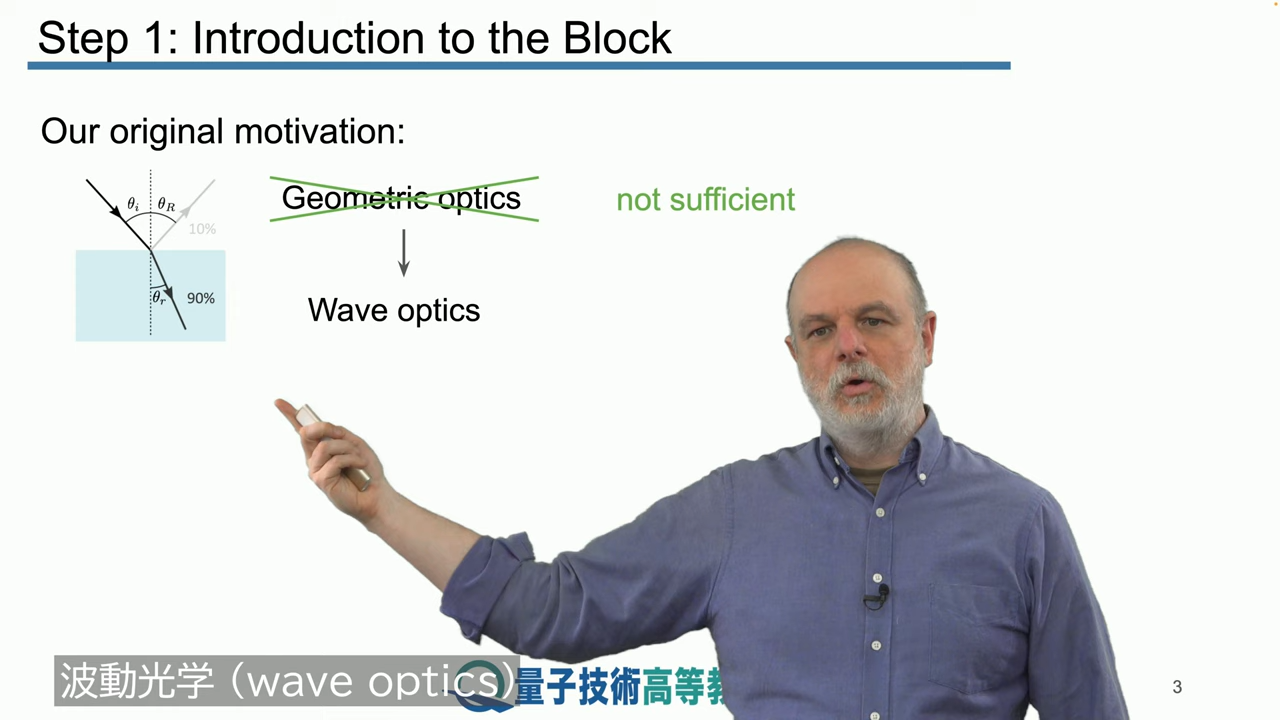 Step 1: Introduction to the Block
Our original motivation:
θi θR
10%
θr 90%
Geometric optics
not sufficient
Wave optics
波動光学 (wave optics)
量子技術高等
3